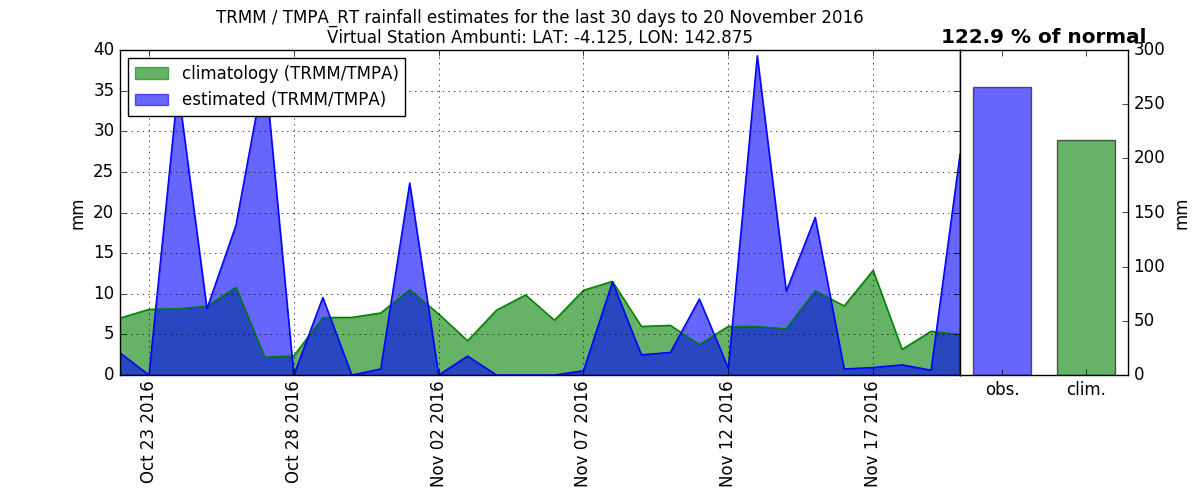 TRMM / TMPA_RT rainfall estimates for the last 30 days to 20 November 2016
Virtual Station Ambunti: LAT: -4.125, LON: 142.875
122.9 % of normal
climatology (TRMM/TMPA)
estimated (TRMM/TMPA)
40
35
30
25
20
15
10
5
0
mm
300
250
200
150
100
50
0
mm
Oct 23 2016
Oct 28 2016
Nov 02 2016
Nov 07 2016
Nov 12 2016
Nov 17 2016
obs.
clim.